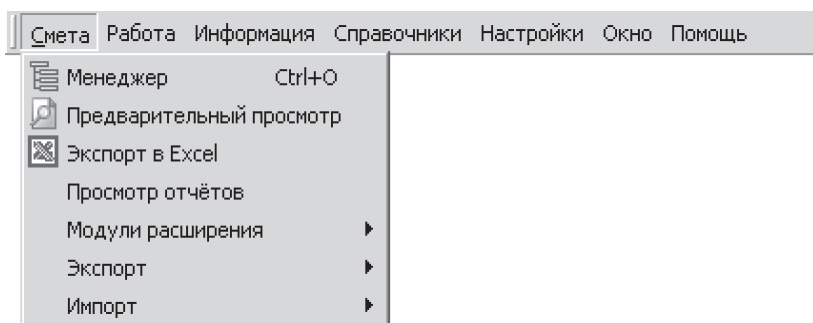 Смета Работа Информация Справочники Настройки Окно Помощь
Менеджер Ctrl+O
Предварительный просмотр
Экспорт в Excel
Просмотр отчётов
Модули расширения
Экспорт
Импорт